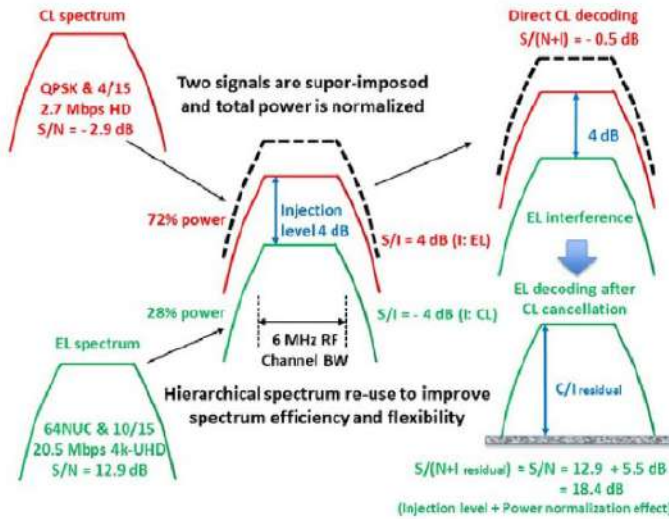 CL spectrum
QPSK & 4/15
2.7 Mbps HD
S/N = - 2.9 dB
Two signals are super-imposed
and total power is normalized
Direct CL decoding
S/(N+I) = - 0.5 dB
4 dB
EL interference
72% power
Injection
level 4 dB
S/I = 4 dB (I: EL)
28% power
S/I = - 4 dB (I: CL)
6 MHz RF
Channel BW
EL spectrum
64NUC & 10/15
20.5 Mbps 4k-UHD
S/N = 12.9 dB
Hierarchical spectrum re-use to improve
spectrum efficiency and flexibility
EL decoding after
CL cancellation
C/I residual
S/(N+I residual) = S/N = 12.9 + 5.5 dB
= 18.4 dB
(Injection level + Power normalization effect)